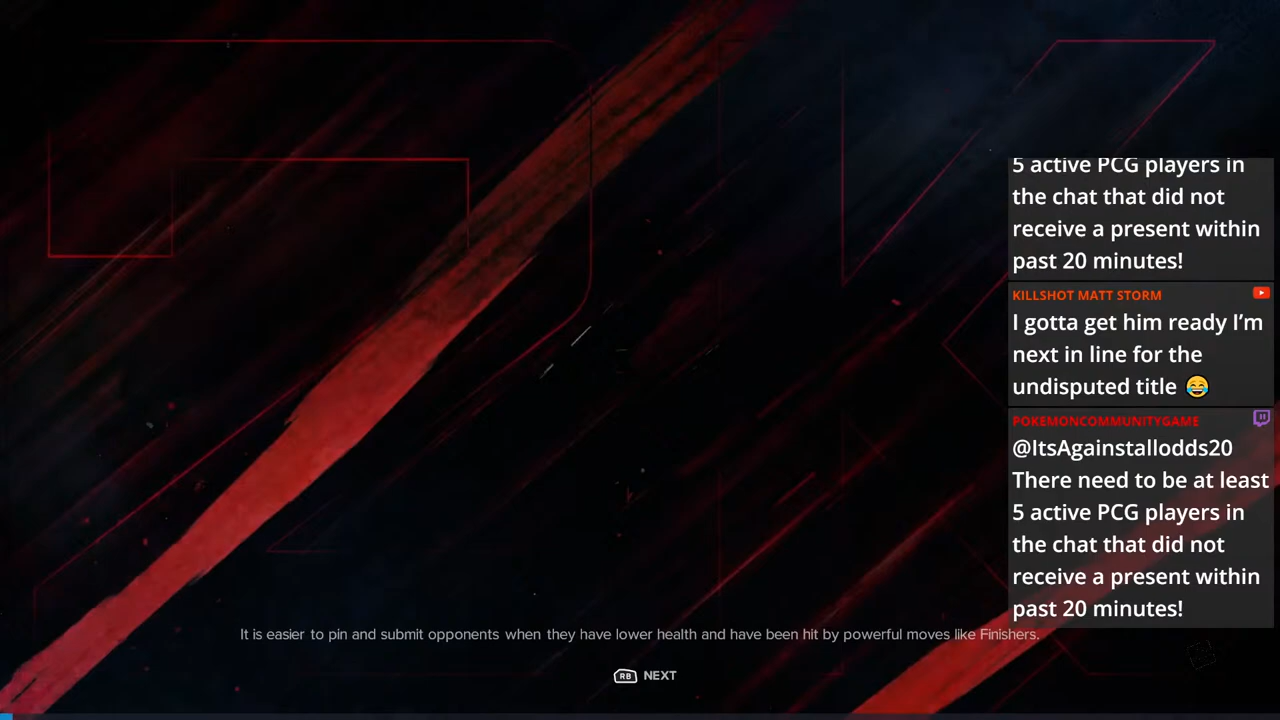 5 active PCG players in
the chat that did not
receive a present within
past 20 minutes!
KILLSHOT MATT STORM
I gotta get him ready I’m
next in line for the
undisputed title 😂
POKEMONCOMMUNITYGAME
@ItsAgainstallodds20
There need to be at least
5 active PCG players in
the chat that did not
receive a present within
past 20 minutes!
It is easier to pin and submit opponents when they have lower health and have been hit by powerful moves like Finishers.
RB NEXT